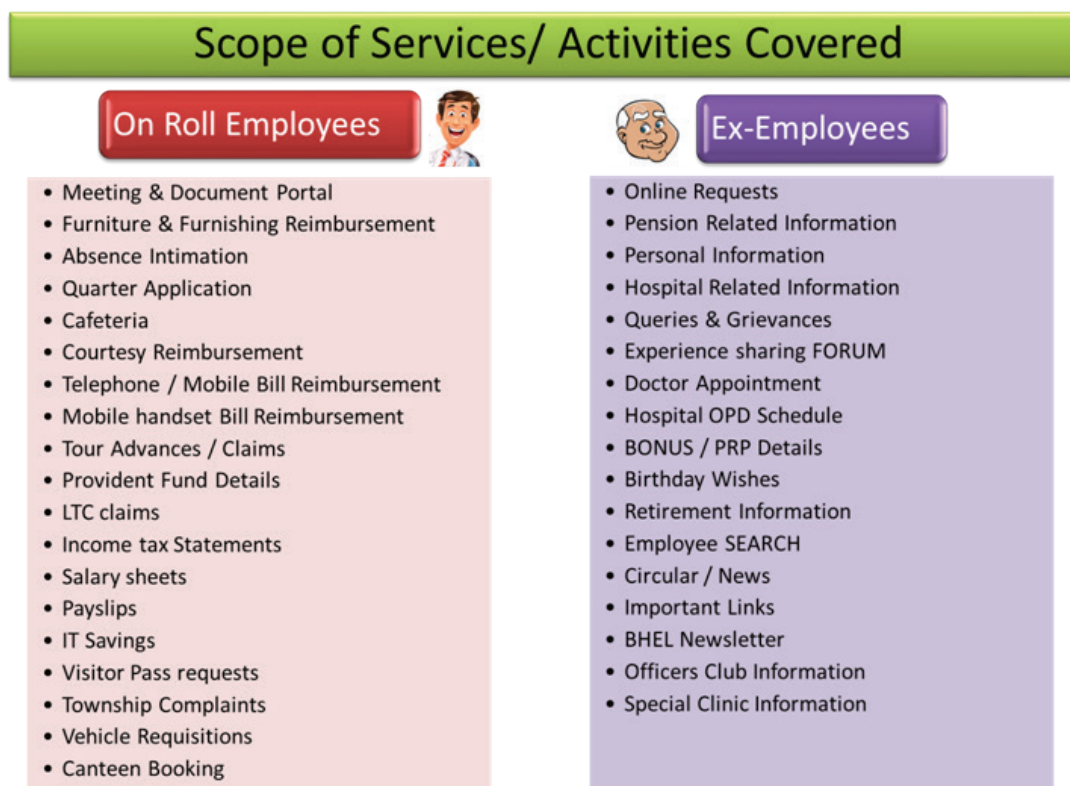 Scope of Services/ Activities Covered
On Roll Employees
• Meeting & Document Portal
• Furniture & Furnishing Reimbursement
• Absence Intimation
• Quarter Application
• Cafeteria
• Courtesy Reimbursement
• Telephone / Mobile Bill Reimbursement
• Mobile handset Bill Reimbursement
• Tour Advances / Claims
• Provident Fund Details
• LTC claims
• Income tax Statements
• Salary sheets
• Payslips
• IT Savings
• Visitor Pass requests
• Township Complaints
• Vehicle Requisitions
• Canteen Booking
Ex-Employees
• Online Requests
• Pension Related Information
• Personal Information
• Hospital Related Information
• Queries & Grievances
• Experience sharing FORUM
• Doctor Appointment
• Hospital OPD Schedule
• BONUS / PRP Details
• Birthday Wishes
• Retirement Information
• Employee SEARCH
• Circular / News
• Important Links
• BHEL Newsletter
• Officers Club Information
• Special Clinic Information